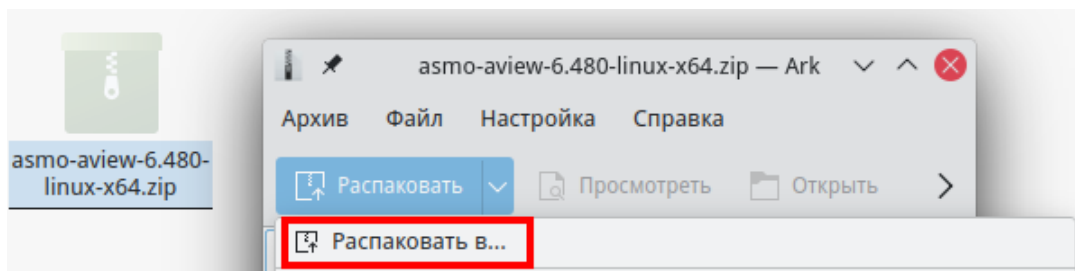 asmo-aview-6.480-
linux-x64.zip
asmo-aview-6.480-linux-x64.zip — Ark
Архив Файл Настройка Справка
Распаковать Просмотреть Открыть
Распаковать в...